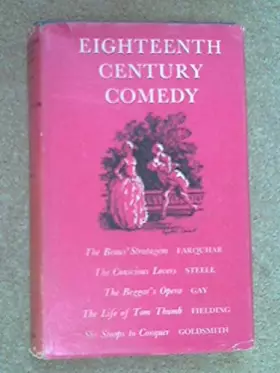 EIGHTEENTH
CENTURY
COMEDY
The Beaux' Stratagem FARQUHAR
The Conscious Lovers STEELE
The Beggar's Opera GAY
The Life of Tom Thumb FIELDING
She Stoops to Conquer GOLDSMITH